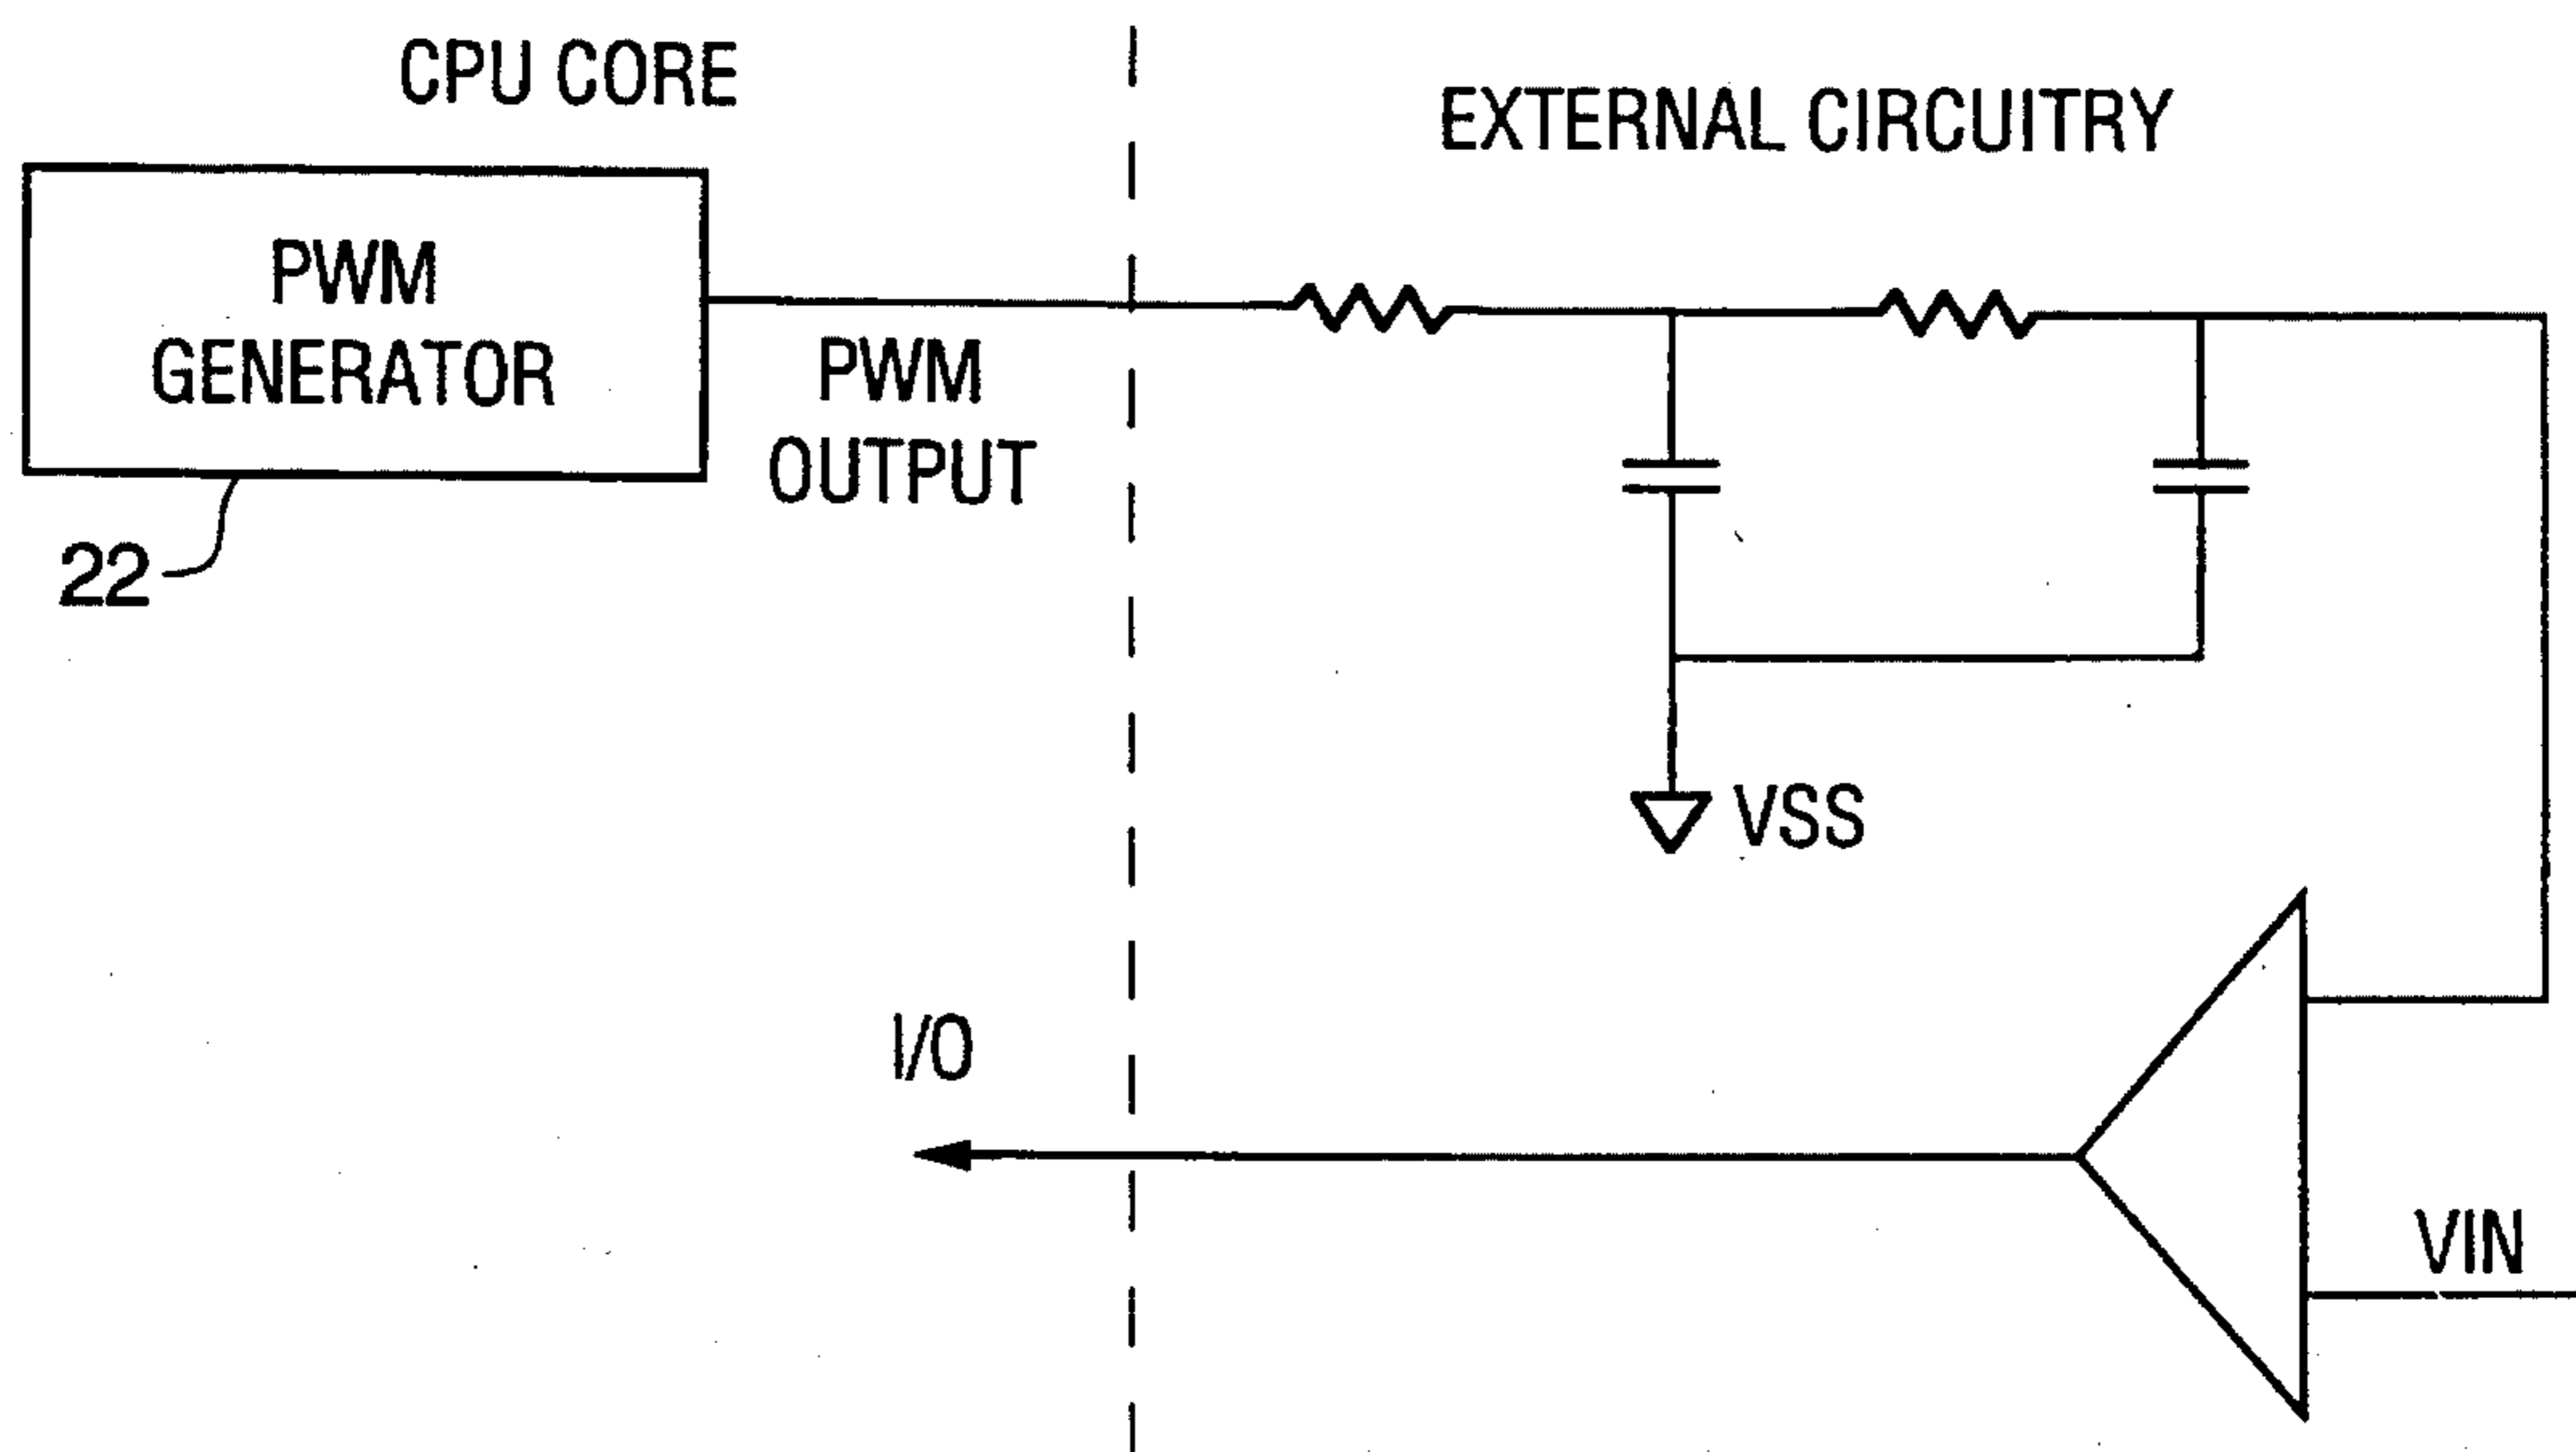 CPU CORE
EXTERNAL CIRCUITRY
PWM
GENERATOR
PWM
OUTPUT
22
VSS
I/O
VIN